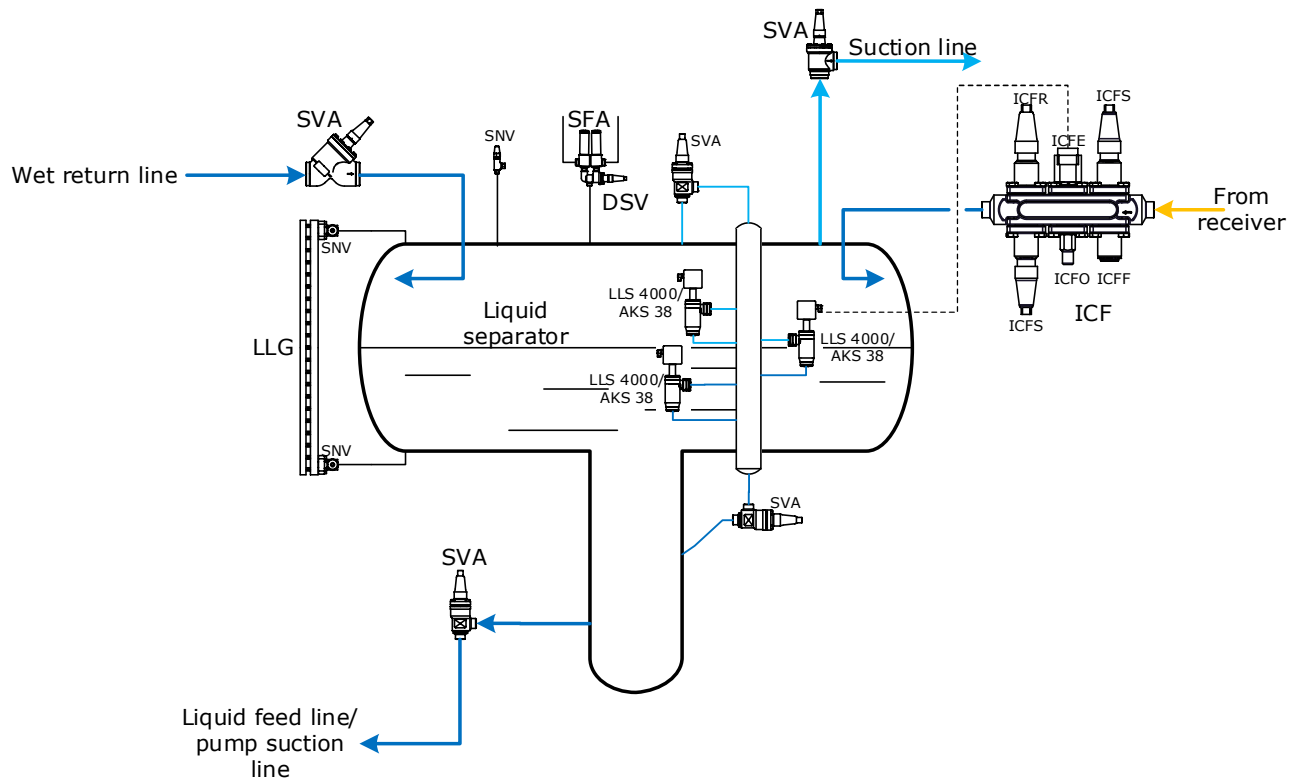 SVA
Suction line
ICFR
ICFS
SVA
SNV
SFA
SVA
ICFE
Wet return line
DSV
From
receiver
SNV
ICFO
ICFF
LLS 4000/
AKS 38
Liquid
separator
ICFS
ICF
LLG
LLS 4000/
AKS 38
LLS 4000/
AKS 38
SNV
SVA
SVA
Liquid feed line/
pump suction
line